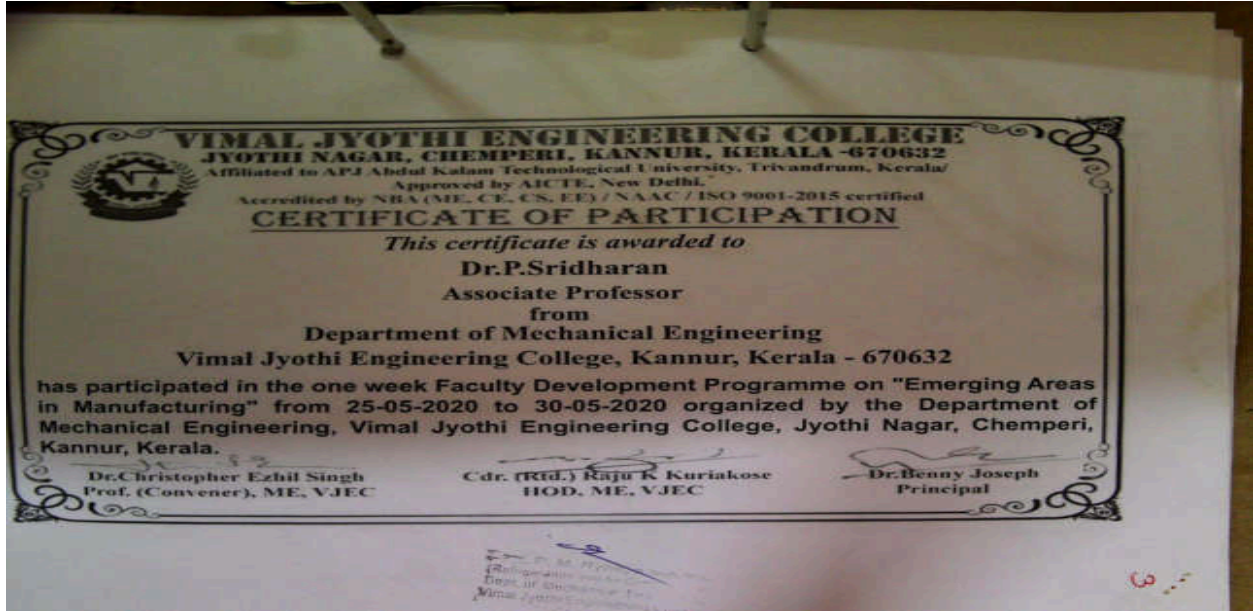 VIMAL JYOTHI ENGINEERING COLLEGE
JYOTHI NAGAR, CHEMPERI, KANNUR, KERALA -670632
Affiliated to APJ Abdul Kalam Technological University, Trivandrum, Kerala/
Approved by AICTE, New Delhi.
Accredited by NBA (ME, CE, CS, EE) / NAAC / ISO 9001-2015 certified
CERTIFICATE OF PARTICIPATION
This certificate is awarded to
Dr.P.Sridharan
Associate Professor
from
Department of Mechanical Engineering
Vimal Jyothi Engineering College, Kannur, Kerala - 670632
has participated in the one week Faculty Development Programme on "Emerging Areas
in Manufacturing" from 25-05-2020 to 30-05-2020 organized by the Department of
Mechanical Engineering, Vimal Jyothi Engineering College, Jyothi Nagar, Chemperi,
Kannur, Kerala.
Dr.Christopher Ezhil Singh
Prof. (Convener), ME, VJEC
Cdr. (Rtd.) Raju K Kuriakose
HOD, ME, VJEC
Dr.Benny Joseph
Principal
Dept. of Mechanical
Vimal Jyothi Engineering